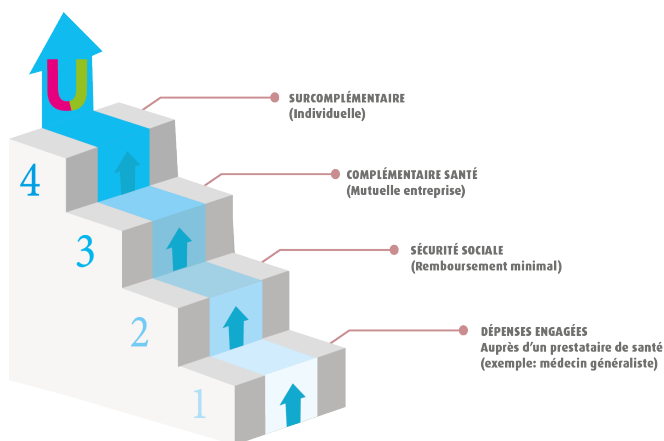 U
SURCOMPLÉMENTAIRE
(Individuelle)
4
COMPLÉMENTAIRE SANTÉ
(Mutuelle entreprise)
3
SÉCURITÉ SOCIALE
(Remboursement minimal)
2
DÉPENSES ENGAGÉES
Auprès d'un prestataire de santé
(exemple: médecin généraliste)
1